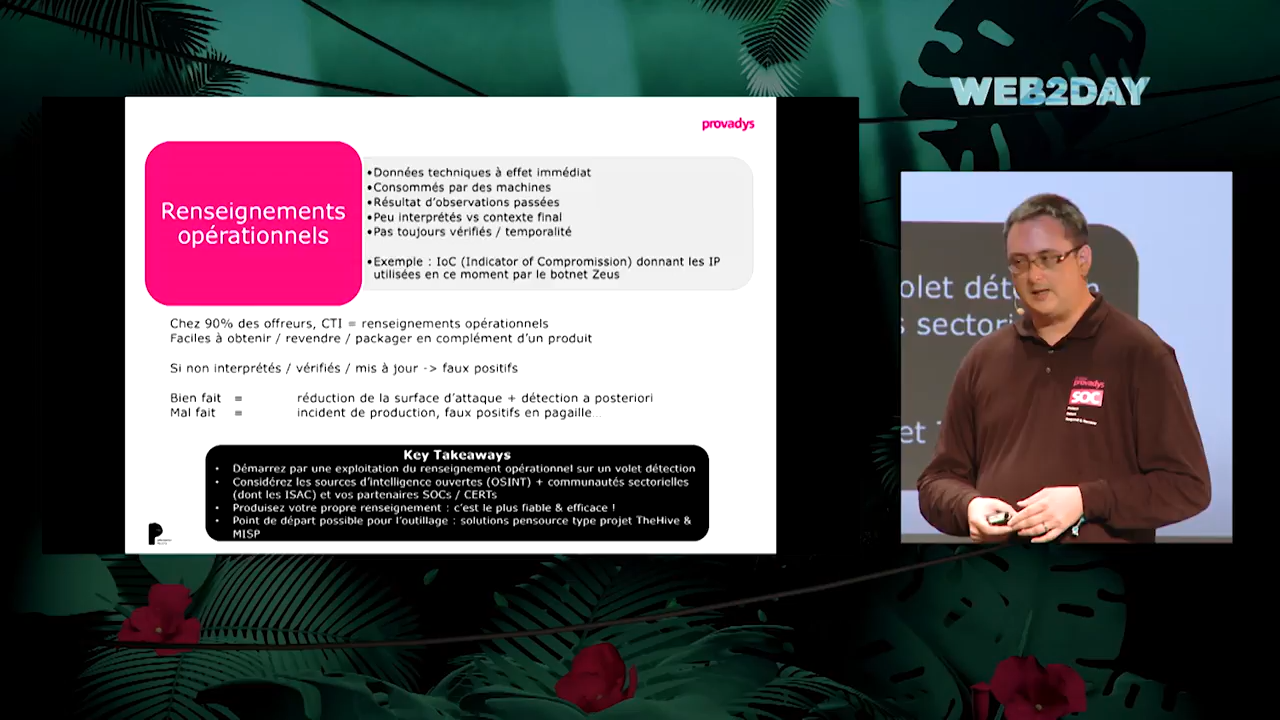 WEB2DAY
provadys
Renseignements
opérationnels
•Données techniques à effet immédiat
•Consommés par des machines
•Résultat d'observations passées
•Peu interprétés vs contexte final
•Pas toujours vérifiés / temporalité
•Exemple : IoC (Indicator of Compromission) donnant les IP
utilisées en ce moment par le botnet Zeus
Chez 90% des offreurs, CTI = renseignements opérationnels
Faciles à obtenir / revendre / packager en complément d'un produit
Si non interprétés / vérifiés / mis à jour -> faux positifs
Bien fait = réduction de la surface d'attaque + détection a posteriori
Mal fait = incident de production, faux positifs en pagaille...
Key Takeaways
• Démarrez par une exploitation du renseignement opérationnel sur un volet détection
• Considérez les sources d'intelligence ouvertes (OSINT) + communautés sectorielles
(dont les ISAC) et vos partenaires SOCs / CERTs
• Produisez votre propre renseignement : c'est le plus fiable & efficace !
• Point de départ possible pour l'outillage : solutions pensource type projet TheHive &
MISP
olet dét
sectori
et
provadys
SOC